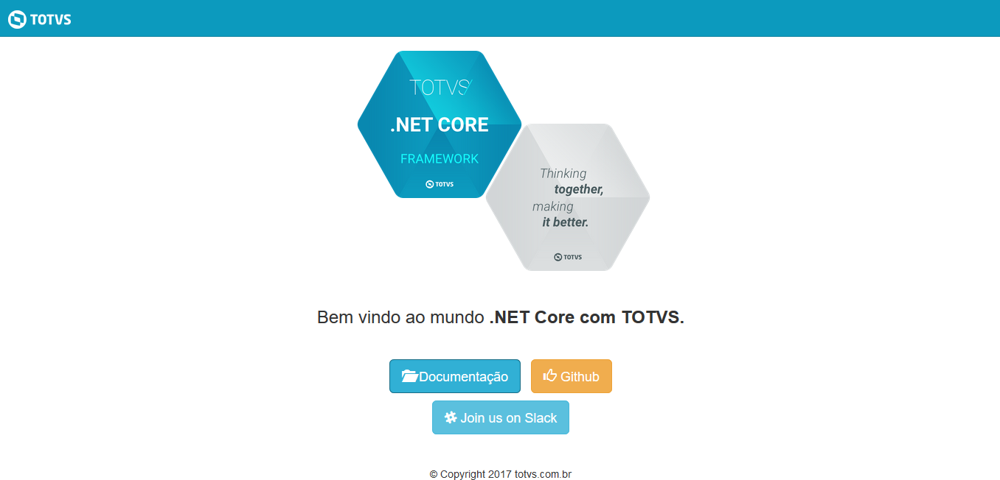 TOTVS
TOTVS
.NET CORE
FRAMEWORK
TOTVS
Thinking
together,
making
it better.
TOTVS
Bem vindo ao mundo .NET Core com TOTVS.
Documentação
Github
Join us on Slack
© Copyright 2017 totvs.com.br